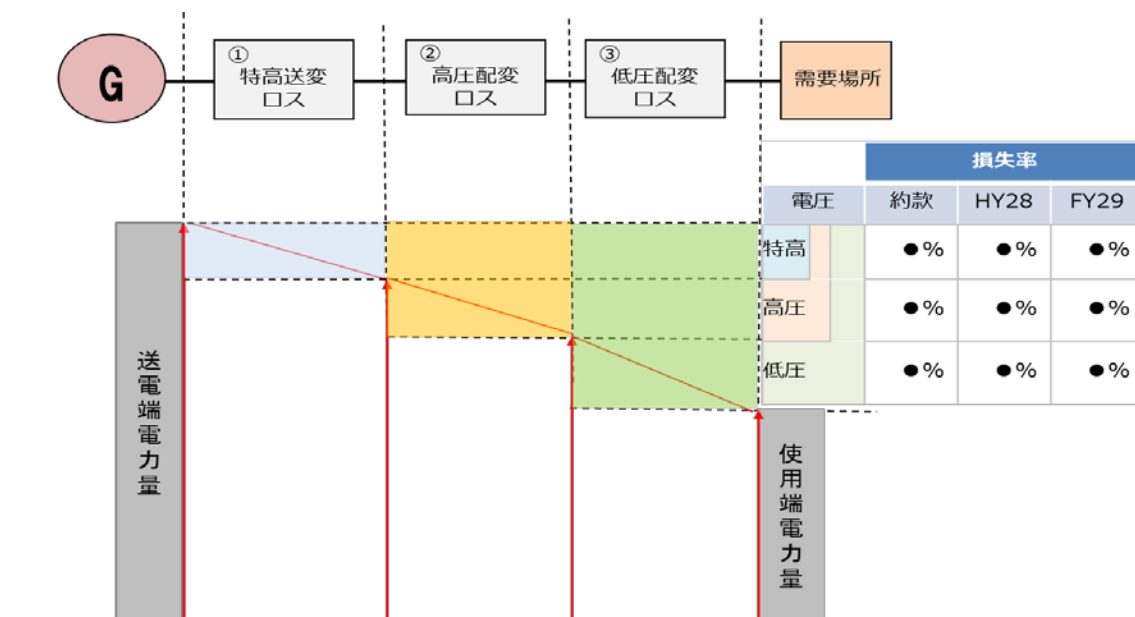 G
①
特高送変
ロス
②
高圧配変
ロス
③
低圧配変
ロス
需要場所
損失率
電圧 約款 HY28 FY29
特高 ●% ●% ●%
高圧 ●% ●% ●%
低圧 ●% ●% ●%
送電端電力量
使用端電力量